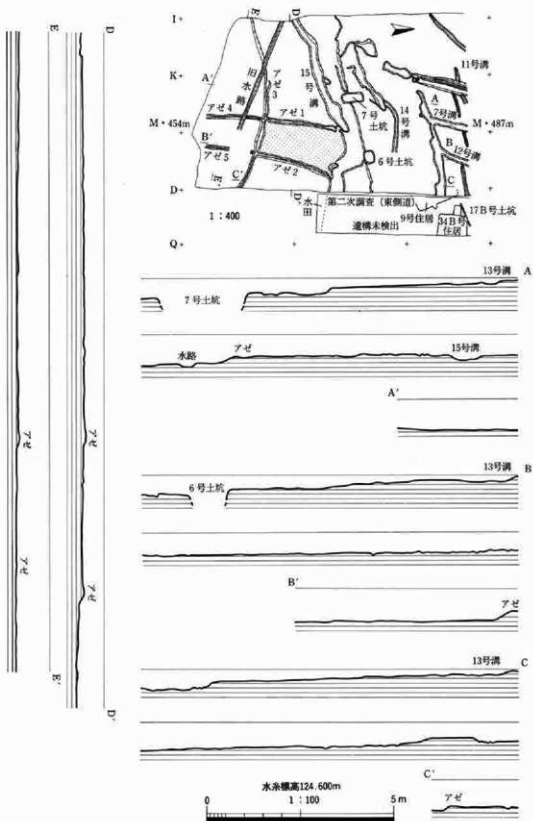 I
K
M・454m
D
Q
E
D
A'
B'
C'
E'
D'
アゼ4
アゼ5
旧水路
アゼ3
アゼ1
アゼ2
15号溝
7号土坑
14号溝
6号土坑
11号溝
A
7号溝
B
12号溝
C
M・487m
1:400
水田
第二次調査(東側道)
遺構未検出
9号住居
17B号土坑
34B号住居
E
アゼ
アゼ
E'
D
アゼ
アゼ
D'
13号溝 A
7号土坑
水路 アゼ 15号溝
A'
13号溝 B
6号土坑
B'
アゼ
13号溝 C
C'
アゼ
水糸標高124.600m
0 1:100 5m